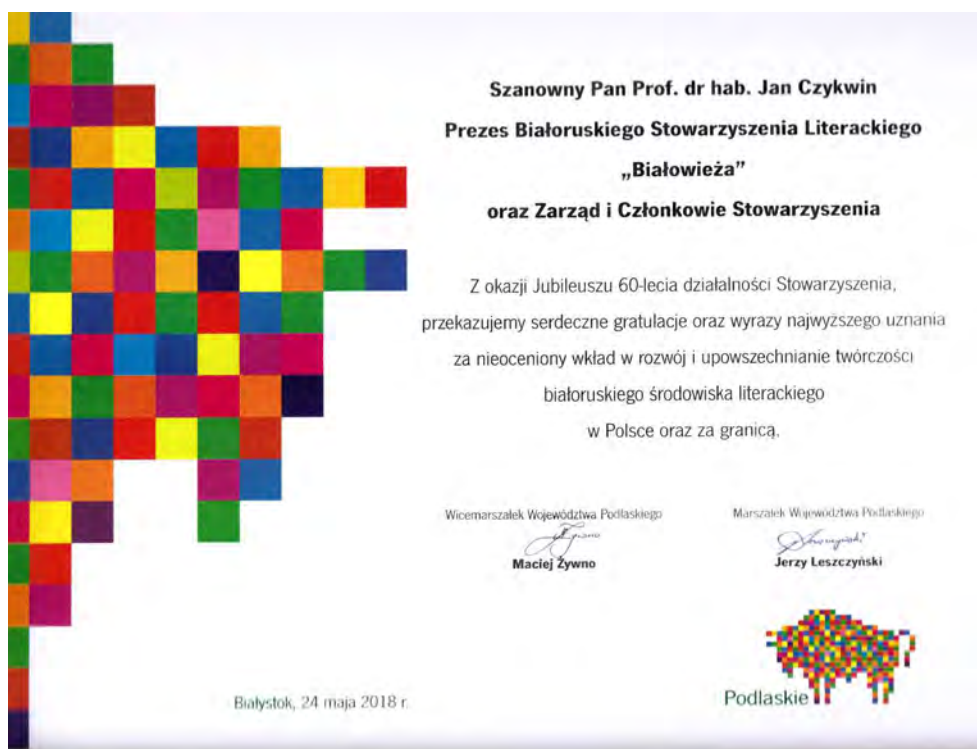 Szanowny Pan Prof. dr hab. Jan Czykwin
Prezes Białoruskiego Stowarzyszenia Literackiego
„Białowieża”
oraz Zarząd i Członkowie Stowarzyszenia
Z okazji Jubileuszu 60-lecia działalności Stowarzyszenia,
przekazujemy serdeczne gratulacje oraz wyrazy najwyższego uznania
za nieoceniony wkład w rozwój i upowszechnianie twórczości
białoruskiego środowiska literackiego
w Polsce oraz za granicą.
Wicemarszałek Województwa Podlaskiego
Maciej Żywno
Marszałek Województwa Podlaskiego
Jerzy Leszczyński
Podlaskie
Białystok, 24 maja 2018 r.